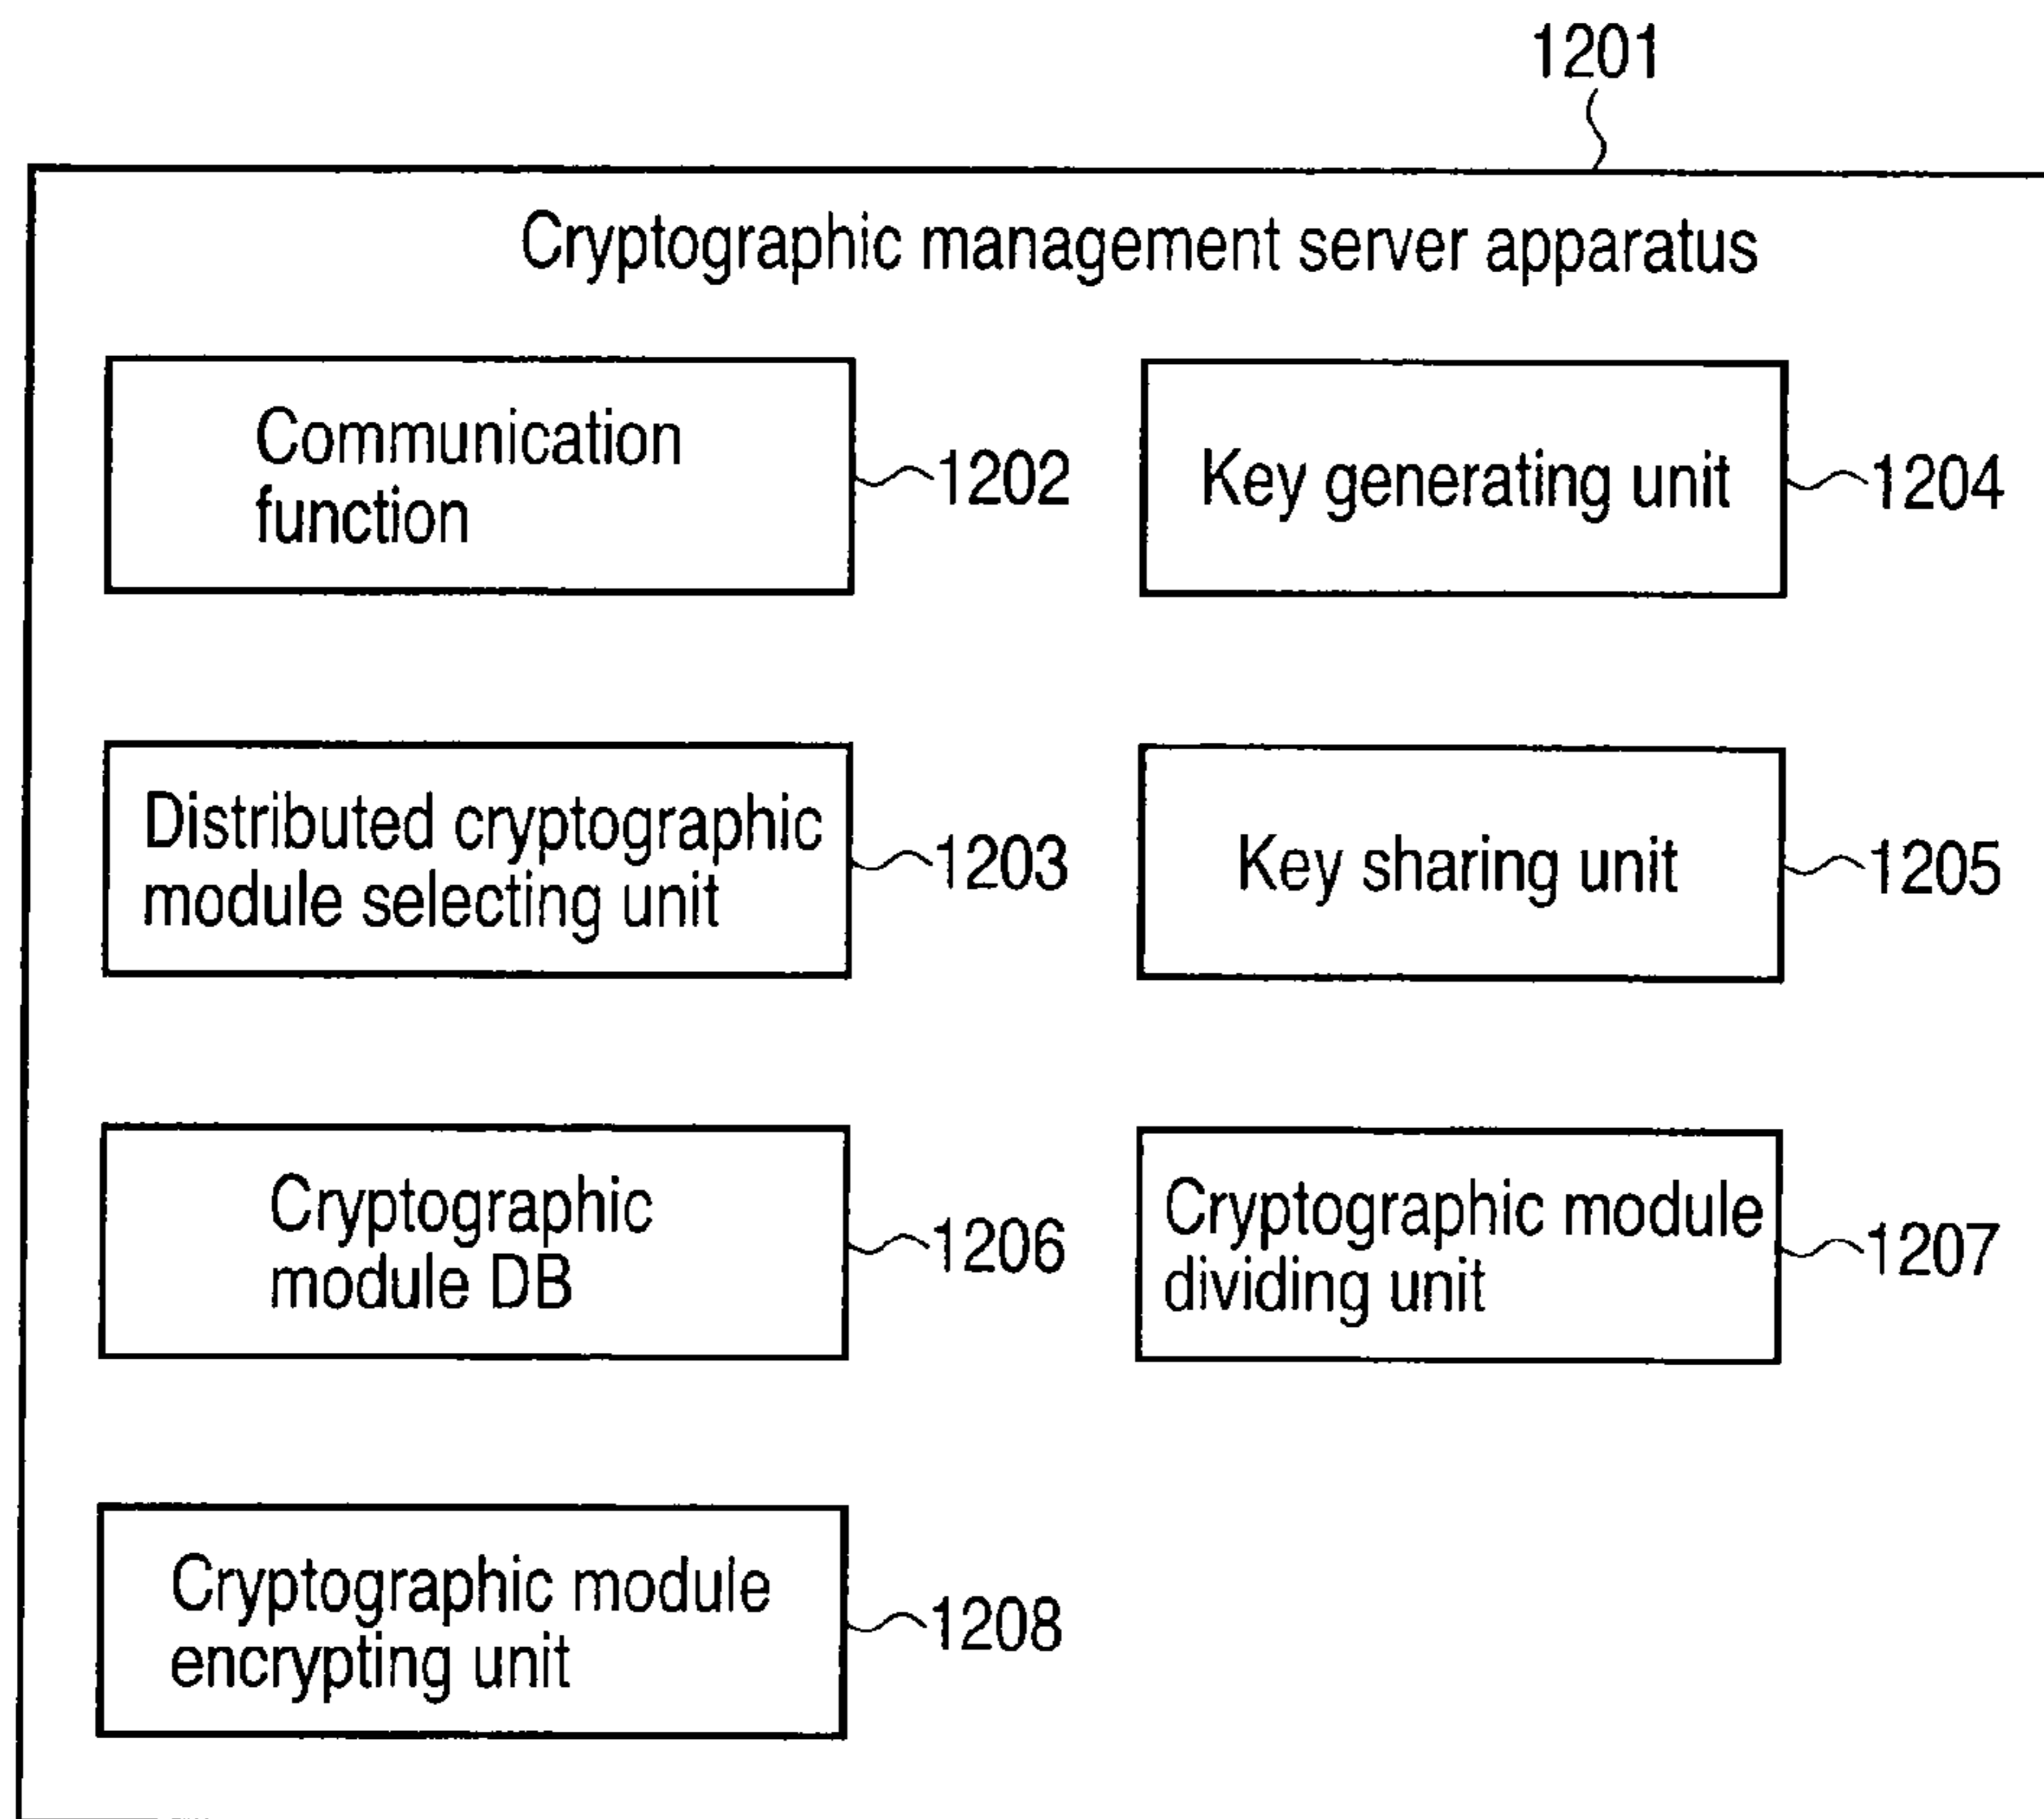 1201
Cryptographic management server apparatus
Communication
function
1202
Key generating unit
1204
Distributed cryptographic
module selecting unit
1203
Key sharing unit
1205
Cryptographic
module DB
1206
Cryptographic module
dividing unit
1207
Cryptographic module
encrypting unit
1208